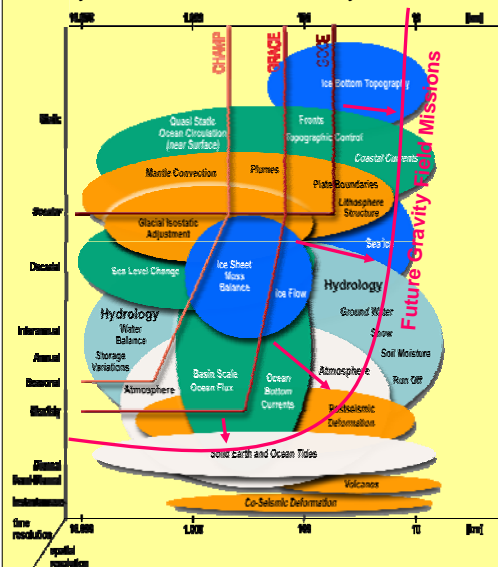 10.000 1.000 100 10 [km]
CHAMP
GRACE
GOCE
Future Gravity Field Missions
Ice Bottom Topography
Static
Quasi Static
Ocean Circulation
(near Surface)
Fronts
Topographic Control
Coastal Currents
Mantle Convection
Plumes
Plate Boundaries
Lithosphere
Structure
Secular
Glacial Isostatic
Adjustment
Sea Ice
Decadal
Sea Level Change
Ice Sheet
Mass
Balance
Ice Flow
Hydrology
Ground Water
Snow
Soil Moisture
Run Off
Hydrology
Water
Balance
Storage
Variations
Interannual
Annual
Seasonal
Atmosphere
Basin Scale
Ocean Flux
Ocean
Bottom
Currents
Atmosphere
Monthly
Postseismic
Deformation
Solid Earth and Ocean Tides
Diurnal
Semi-Diurnal
Volcanos
Instantaneous
Co-Seismic Deformation
10.000 1.000 100 10 [km]
time
resolution
spatial
resolution